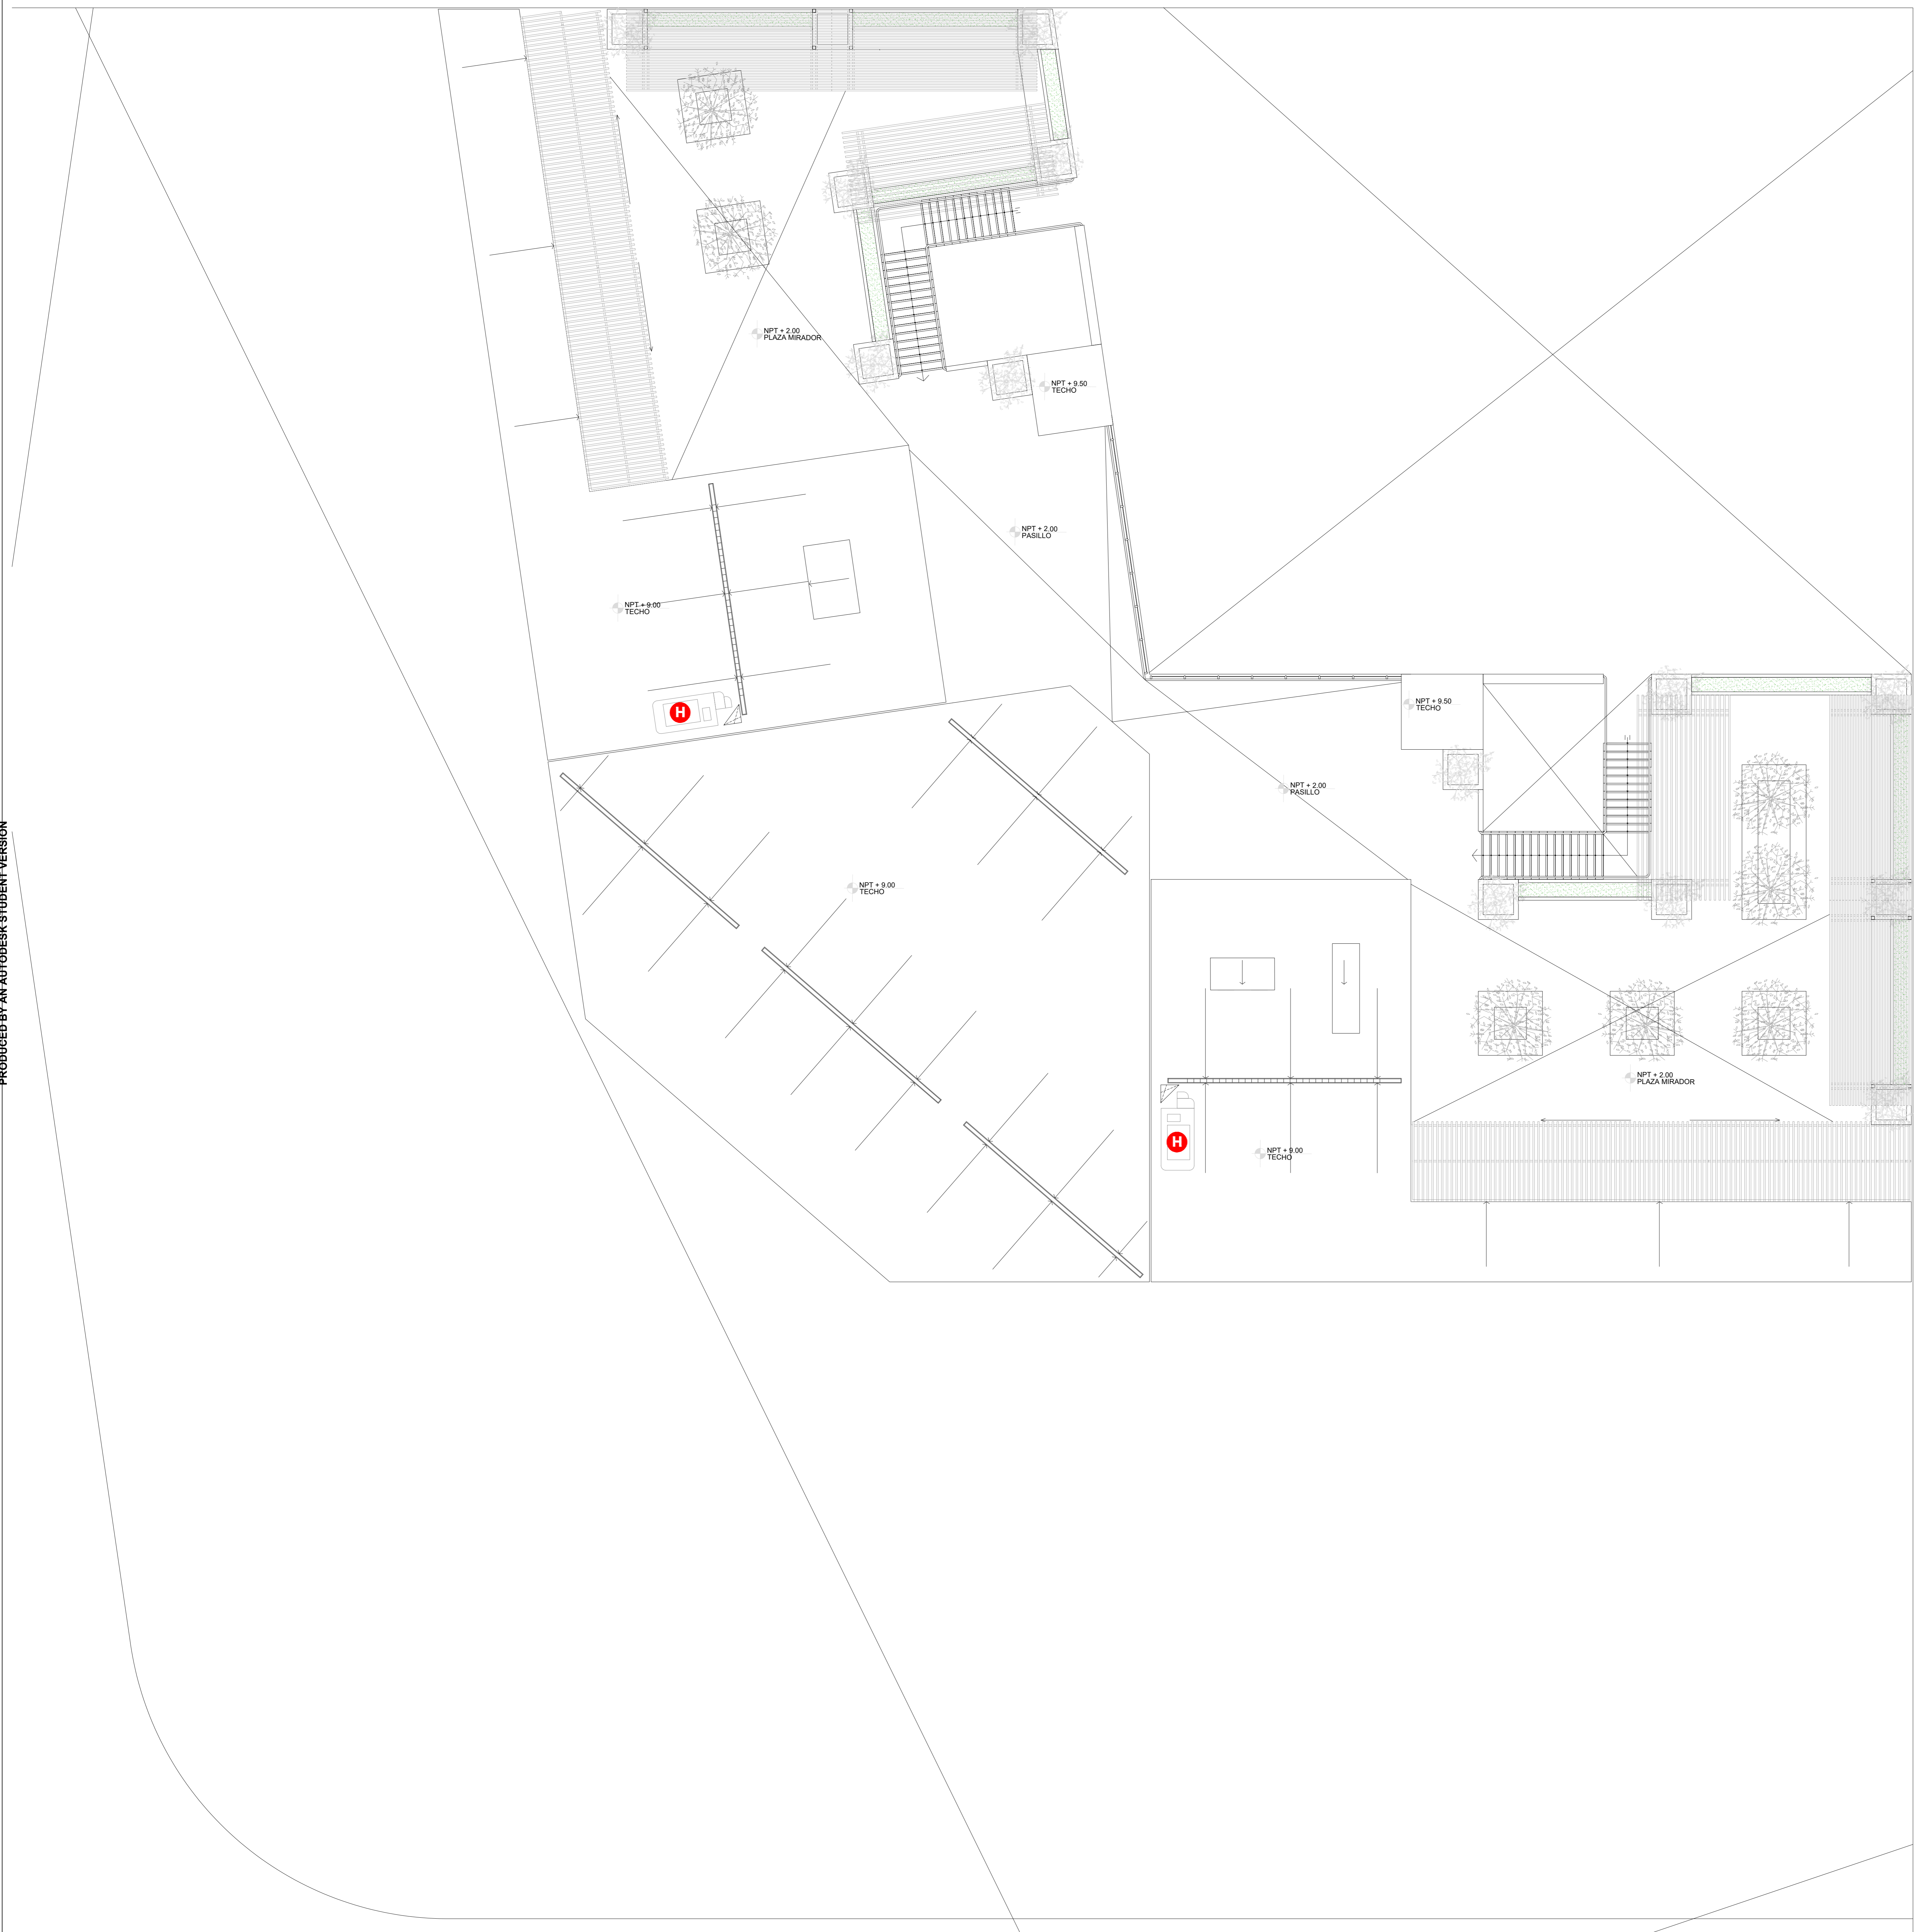 NPT + 2.00
PLAZA MIRADOR
NPT + 9.50
TECHO
NPT + 2.00
PASILLO
NPT + 9.00
TECHO
H
NPT + 9.50
TECHO
NPT + 2.00
PASILLO
NPT + 9.00
TECHO
NPT + 2.00
PLAZA MIRADOR
H
NPT + 9.00
TECHO
PRODUCED BY AN AUTODESK STUDENT VERSION